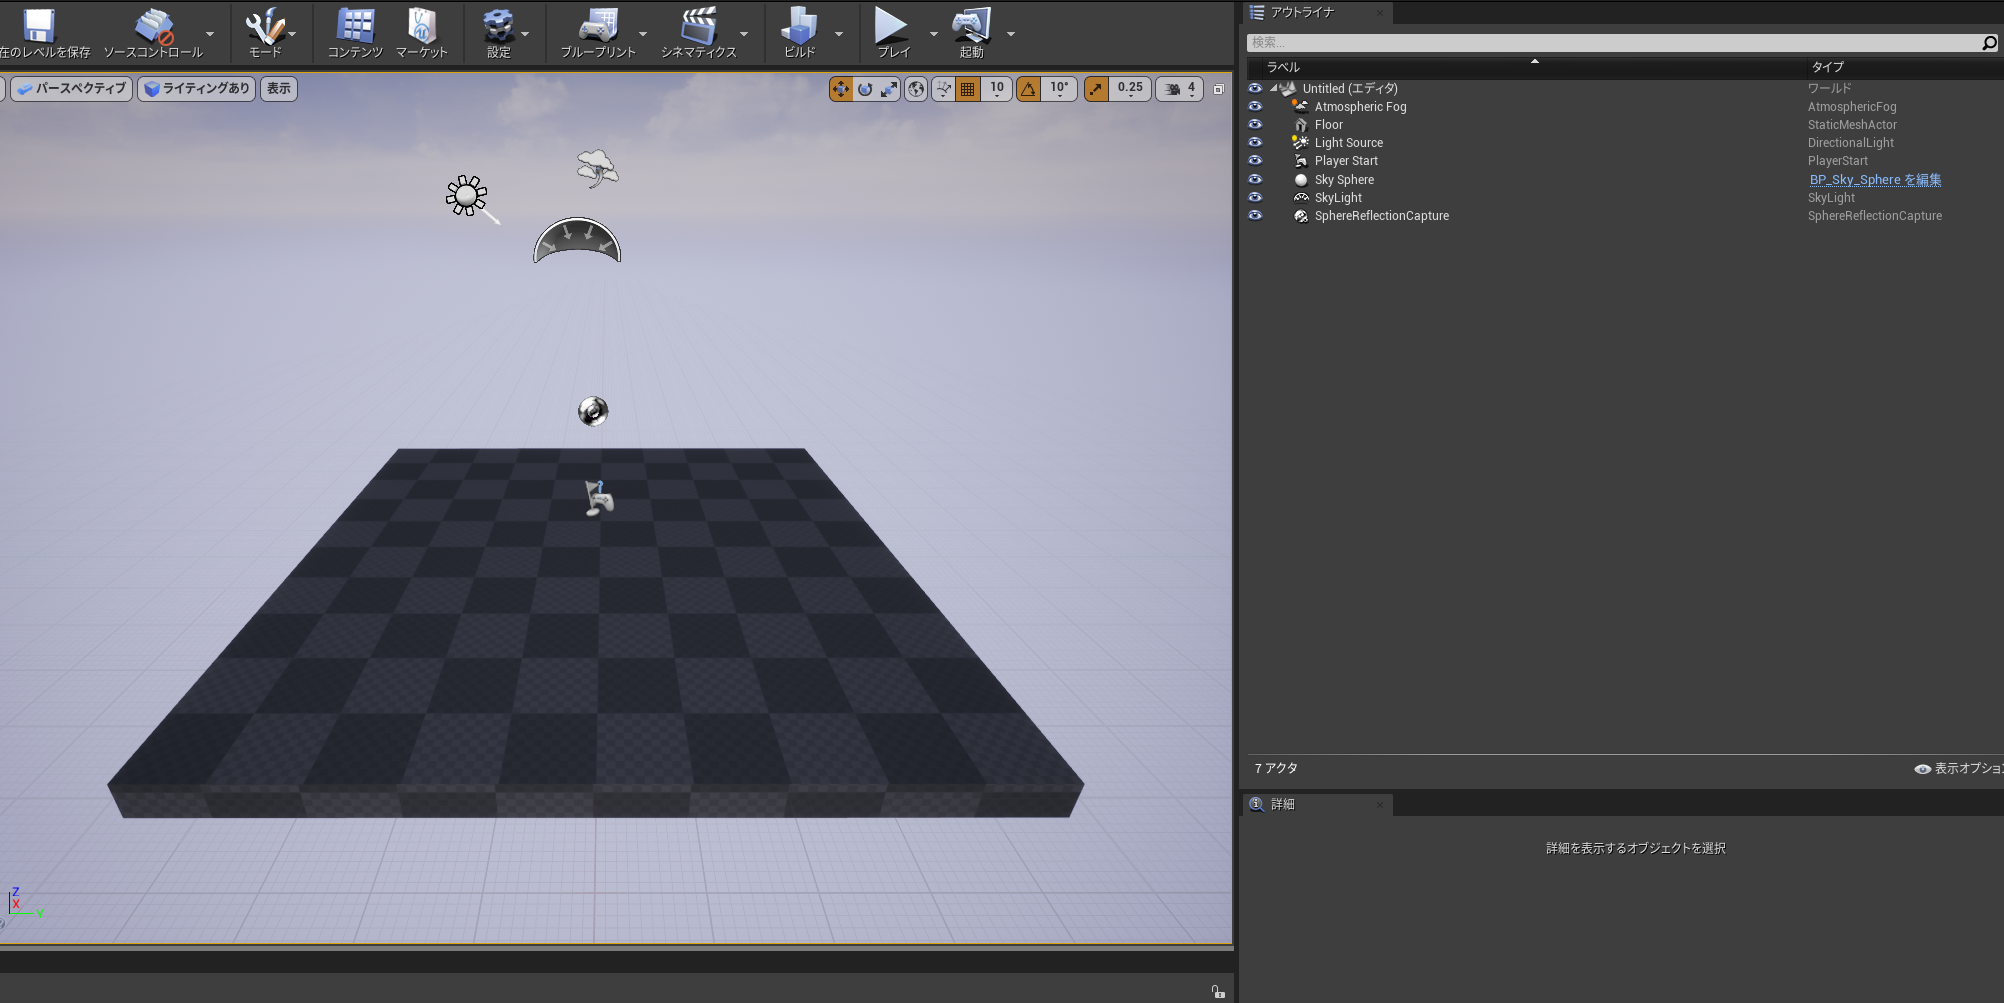 在のレベルを保存
ソースコントロール
モード
コンテンツ
マーケット
設定
ブループリント
シネマティクス
ビルド
プレイ
起動
パースペクティブ
ライティングあり
表示
10
10°
0.25
4
Z
X
Y
アウトライナ
検索...
ラベル
タイプ
Untitled (エディタ)
ワールド
Atmospheric Fog
AtmosphericFog
Floor
StaticMeshActor
Light Source
DirectionalLight
Player Start
PlayerStart
Sky Sphere
BP_Sky_Sphere を編集
SkyLight
SkyLight
SphereReflectionCapture
SphereReflectionCapture
7 アクタ
表示オプション
詳細
詳細を表示するオブジェクトを選択